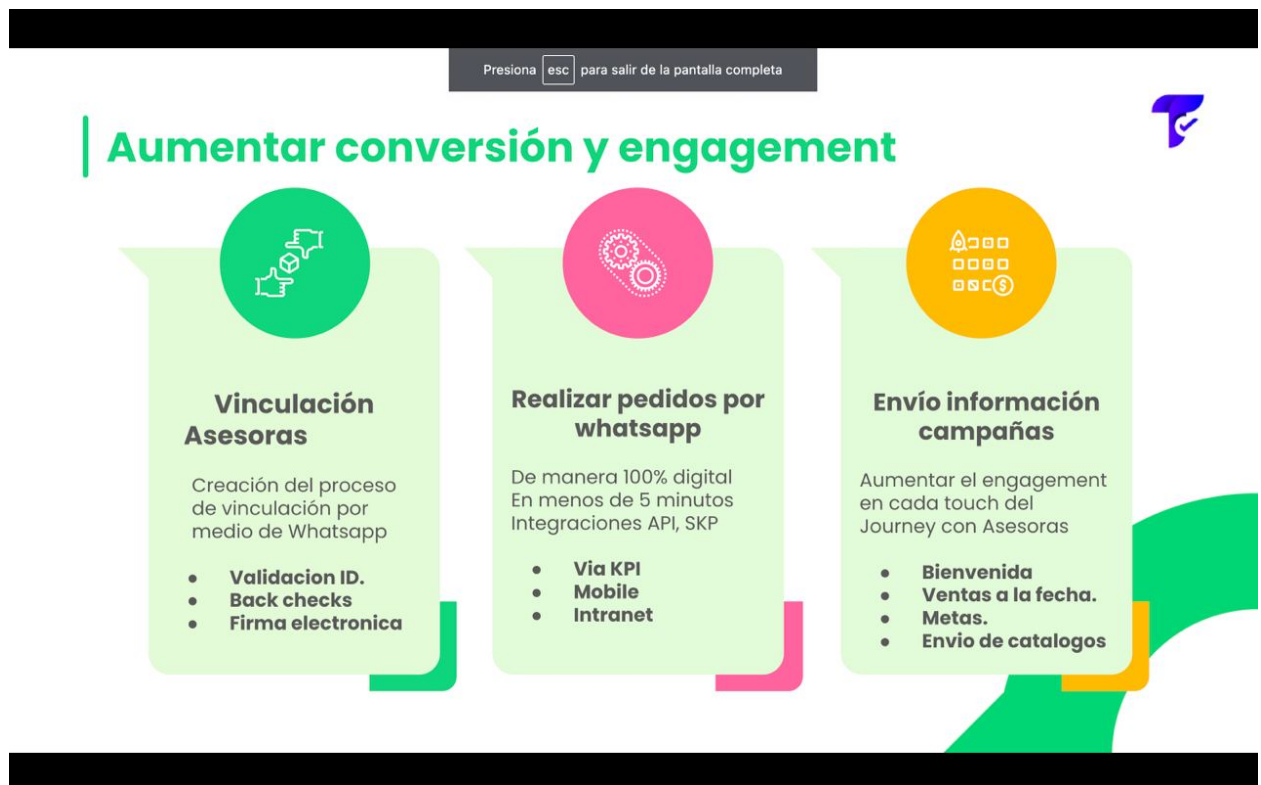 Presiona esc para salir de la pantalla completa
Aumentar conversión y engagement
Vinculación
Asesoras
Creación del proceso
de vinculación por
medio de Whatsapp
● Validacion ID.
● Back checks
● Firma electronica
Realizar pedidos por
whatsapp
De manera 100% digital
En menos de 5 minutos
Integraciones API, SKP
● Via KPI
● Mobile
● Intranet
Envío información
campañas
Aumentar el engagement
en cada touch del
Journey con Asesoras
● Bienvenida
● Ventas a la fecha.
● Metas.
● Envio de catalogos